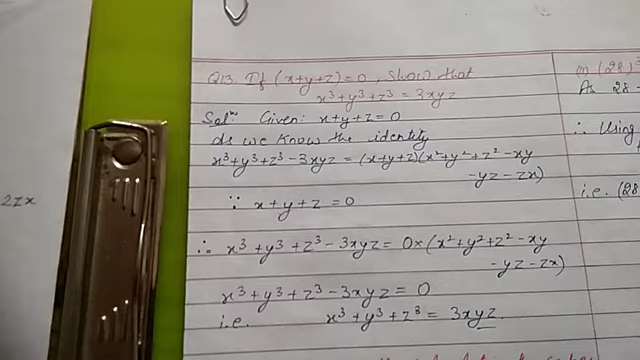 Q13. If (x+y+z)=0, Show that
x³+y³+z³ = 3xyz
Solⁿ Given: x+y+z=0
As we know the identity
x³+y³+z³-3xyz = (x+y+z)(x²+y²+z²-xy
-yz-zx)
∵ x+y+z=0
∴ x³+y³+z³-3xyz = 0×(x²+y²+z²-xy
-yz-zx)
x³+y³+z³-3xyz = 0
i.e. x³+y³+z³ = 3xyz.
(ii) (28)³
As 28-
∴ Using
i.e. (28
2zx